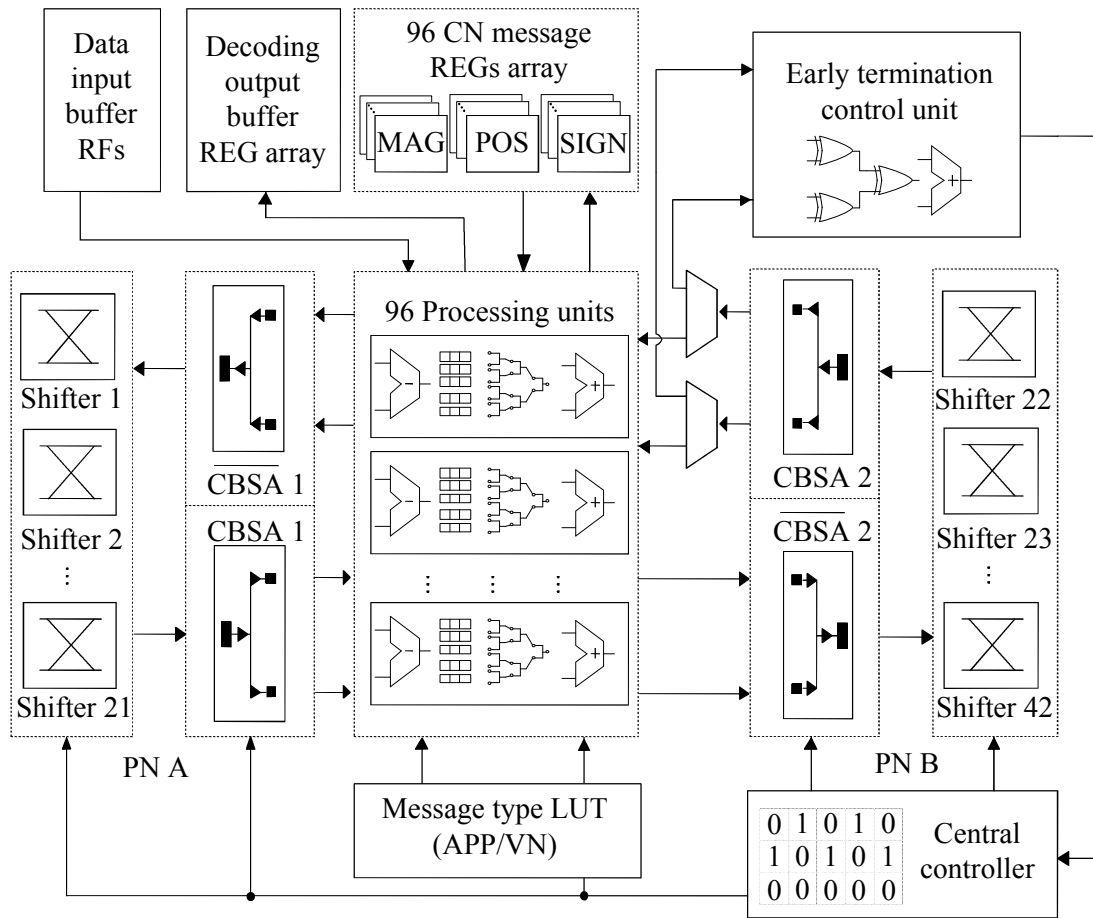 Data
input
buffer
RFs
Decoding
output
buffer
REG array
96 CN message
REGs array
MAG
POS
SIGN
Early termination
control unit
+
Shifter 1
Shifter 2
...
Shifter 21
PN A
CBSA 1
CBSA 1
96 Processing units
- +
- +
... ... ...
- +
CBSA 2
CBSA 2
Shifter 22
Shifter 23
...
Shifter 42
PN B
Message type LUT
(APP/VN)
0 1 0 1 0
1 0 1 0 1
0 0 0 0 0
Central
controller